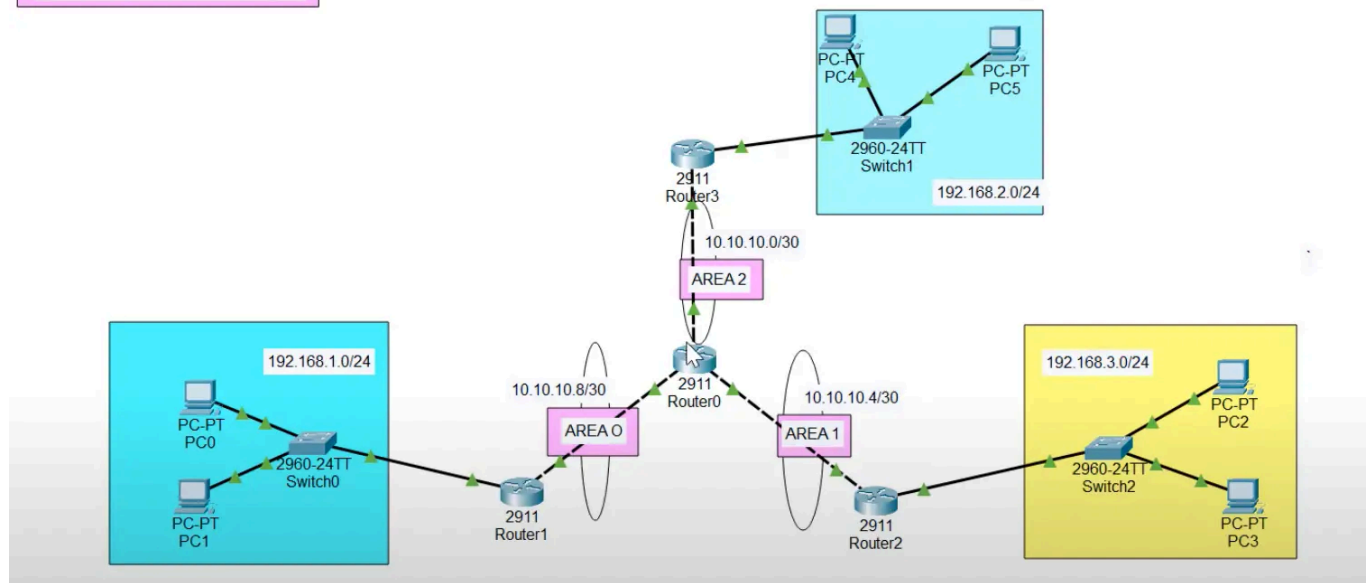 PC-PT
PC4
PC-PT
PC5
2960-24TT
Switch1
192.168.2.0/24
2911
Router3
10.10.10.0/30
AREA 2
192.168.1.0/24
PC-PT
PC0
2960-24TT
Switch0
PC-PT
PC1
10.10.10.8/30
AREA O
2911
Router1
2911
Router0
10.10.10.4/30
AREA 1
2911
Router2
192.168.3.0/24
PC-PT
PC2
2960-24TT
Switch2
PC-PT
PC3